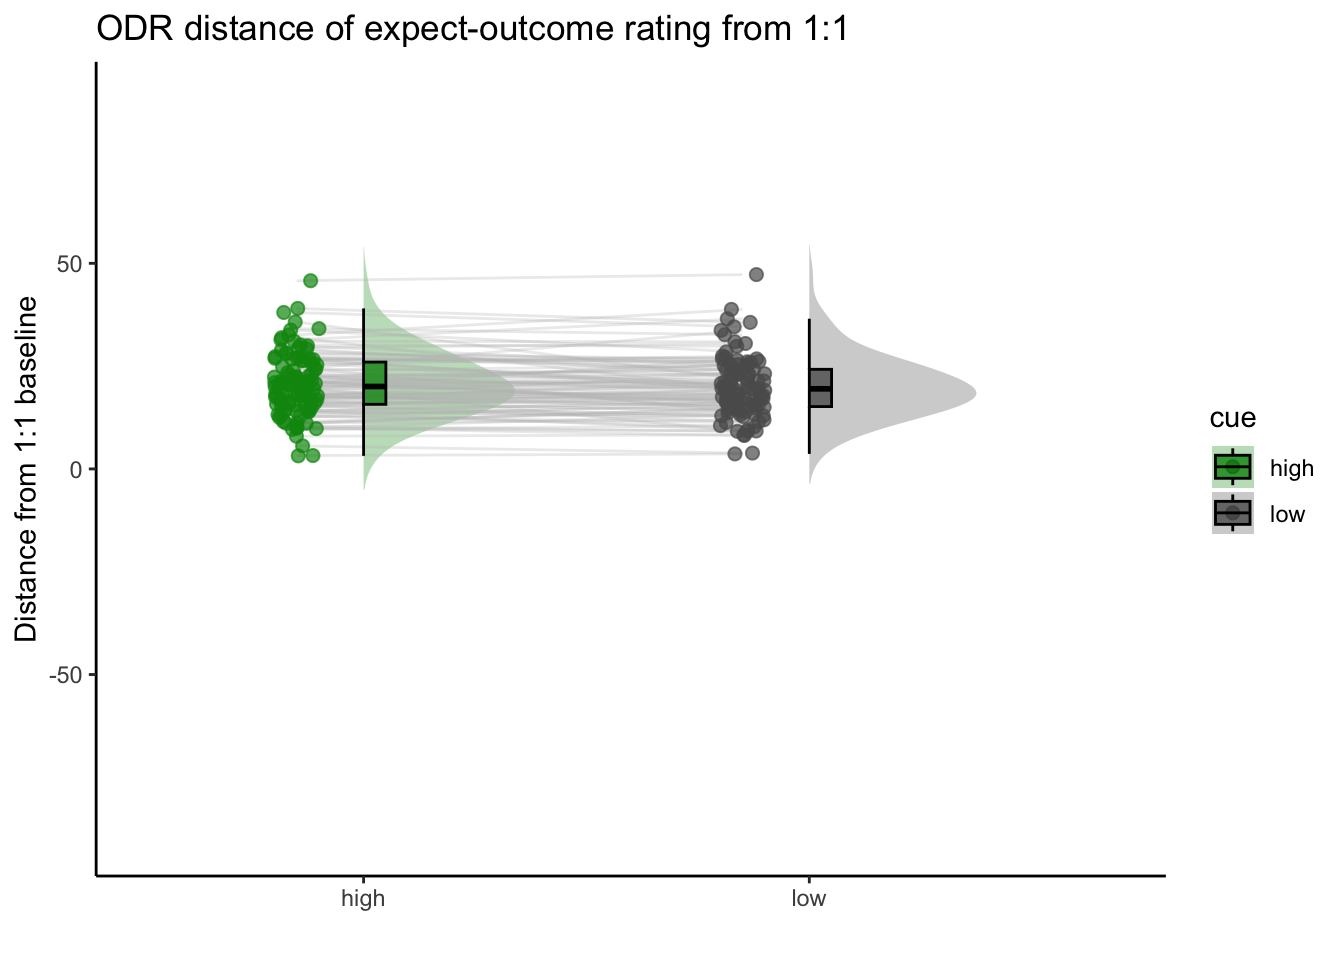 ODR distance of expect-outcome rating from 1:1
Distance from 1:1 baseline
50
0
-50
high
low
cue
high
low